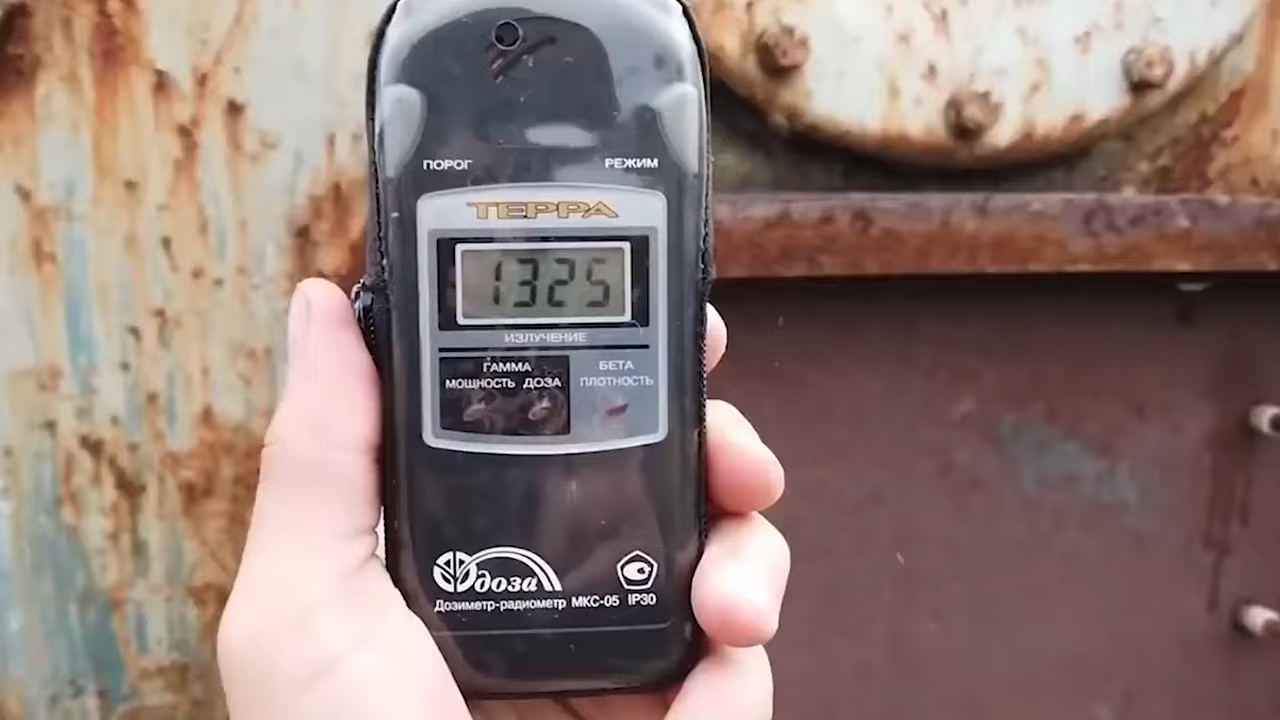 ПОРОГ РЕЖИМ
ТЕРРА
1325
ИЗЛУЧЕНИЕ
ГАММА
МОЩНОСТЬ ДОЗА
БЕТА
ПЛОТНОСТЬ
доза
Дозиметр-радиометр МКС-05 IP30